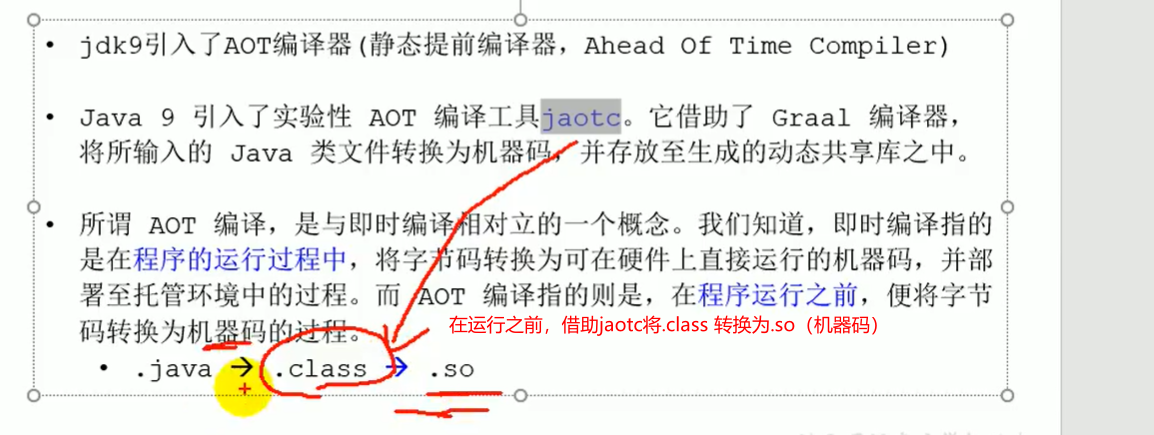 • jdk9引入了AOT编译器(静态提前编译器，Ahead Of Time Compiler)
• Java 9 引入了实验性 AOT 编译工具jaotc。它借助了 Graal 编译器，
将所输入的 Java 类文件转换为机器码，并存放至生成的动态共享库之中。
• 所谓 AOT 编译，是与即时编译相对立的一个概念。我们知道，即时编译指的
是在程序的运行过程中，将字节码转换为可在硬件上直接运行的机器码，并部
署至托管环境中的过程。而 AOT 编译指的则是，在程序运行之前，便将字节
码转换为机器码的过程。
在运行之前，借助jaotc将.class 转换为.so（机器码）
• .java → .class → .so